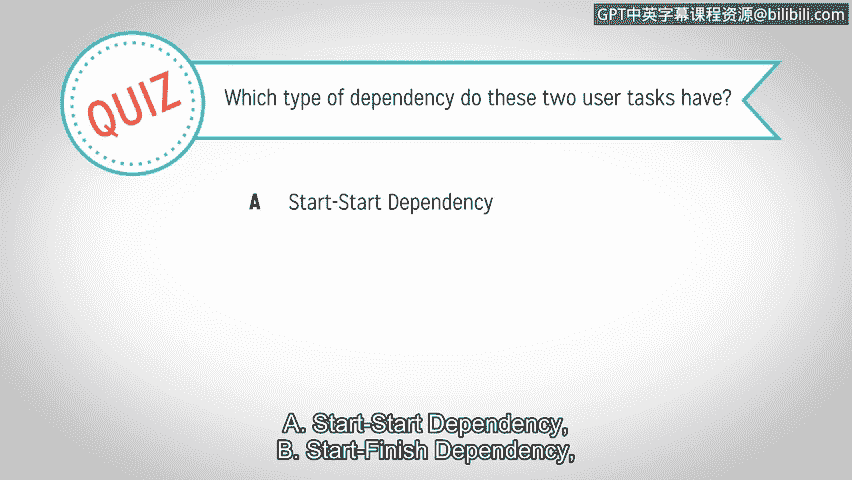 GPT中英字幕课程资源@bilibili.com
QUIZ
Which type of dependency do these two user tasks have?
A Start-Start Dependency
A. Start-Start Dependency,
B. Start-Finish Dependency,